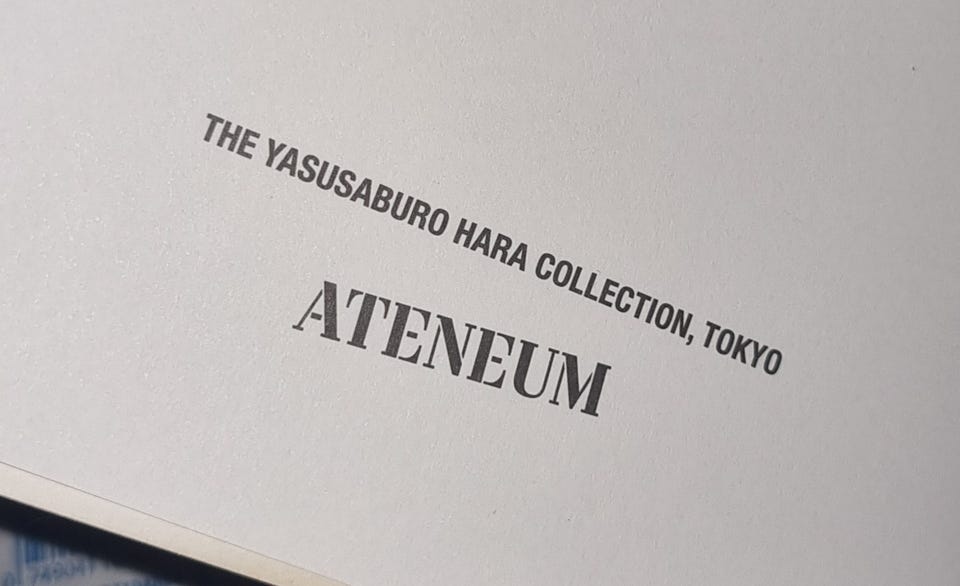 THE YASUSABURO HARA COLLECTION, TOKYO
ATENEUM